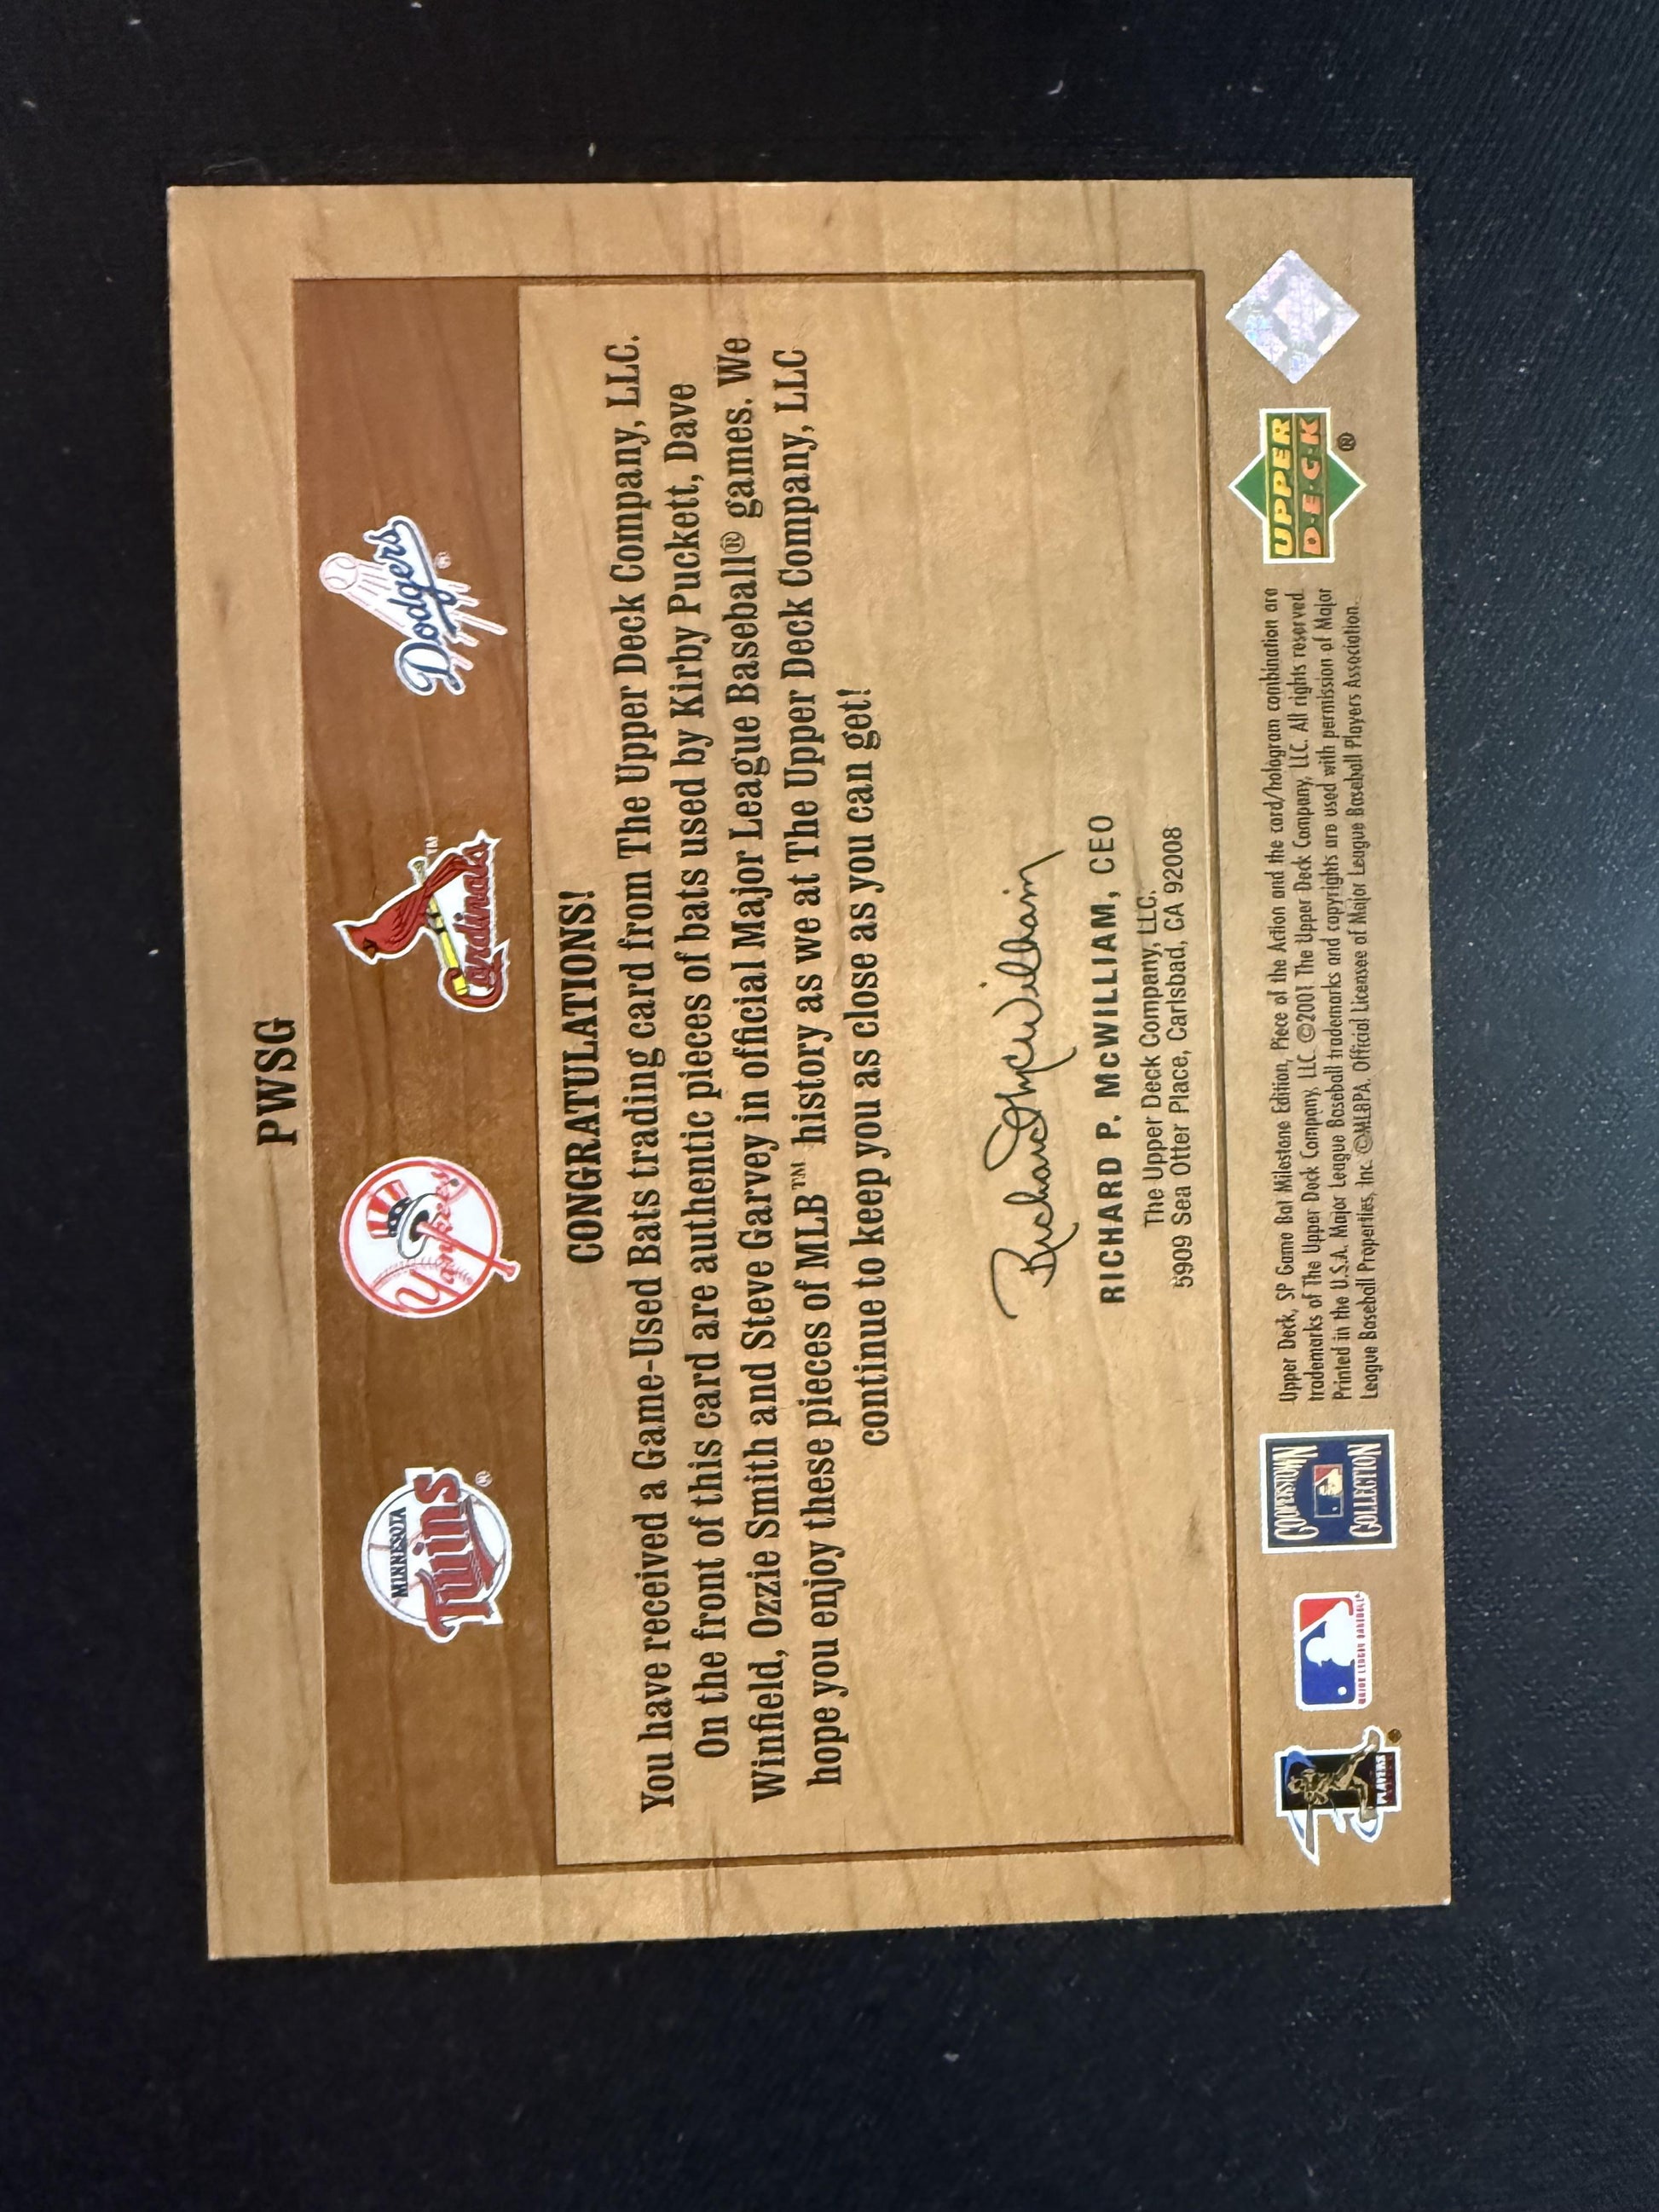 PWSG
MINNESOTA
Twins ®
Yankees
Cardinals ™
Dodgers ®
CONGRATULATIONS!
You have received a Game-Used Bats trading card from The Upper Deck Company, LLC.
On the front of this card are authentic pieces of bats used by Kirby Puckett, Dave
Winfield, Ozzie Smith and Steve Garvey in official Major League Baseball® games. We
hope you enjoy these pieces of MLB™ history as we at The Upper Deck Company, LLC
continue to keep you as close as you can get!
Richard P McWilliam
RICHARD P. McWILLIAM, CEO
The Upper Deck Company, LLC.
5909 Sea Otter Place, Carlsbad, CA 92008
PLAYERS
MAJOR LEAGUE BASEBALL
COOPERSTOWN
COLLECTION
Upper Deck, SP Game Bat Milestone Edition, Piece of the Action and the card/hologram combination are
trademarks of The Upper Deck Company, LLC. ©2001 The Upper Deck Company, LLC. All rights reserved.
Printed in the U.S.A. Major League Baseball trademarks and copyrights are used with permission of Major
League Baseball Properties, Inc. ©MLBPA. Official Licensee of Major League Baseball Players Association.
UPPER
DECK ®